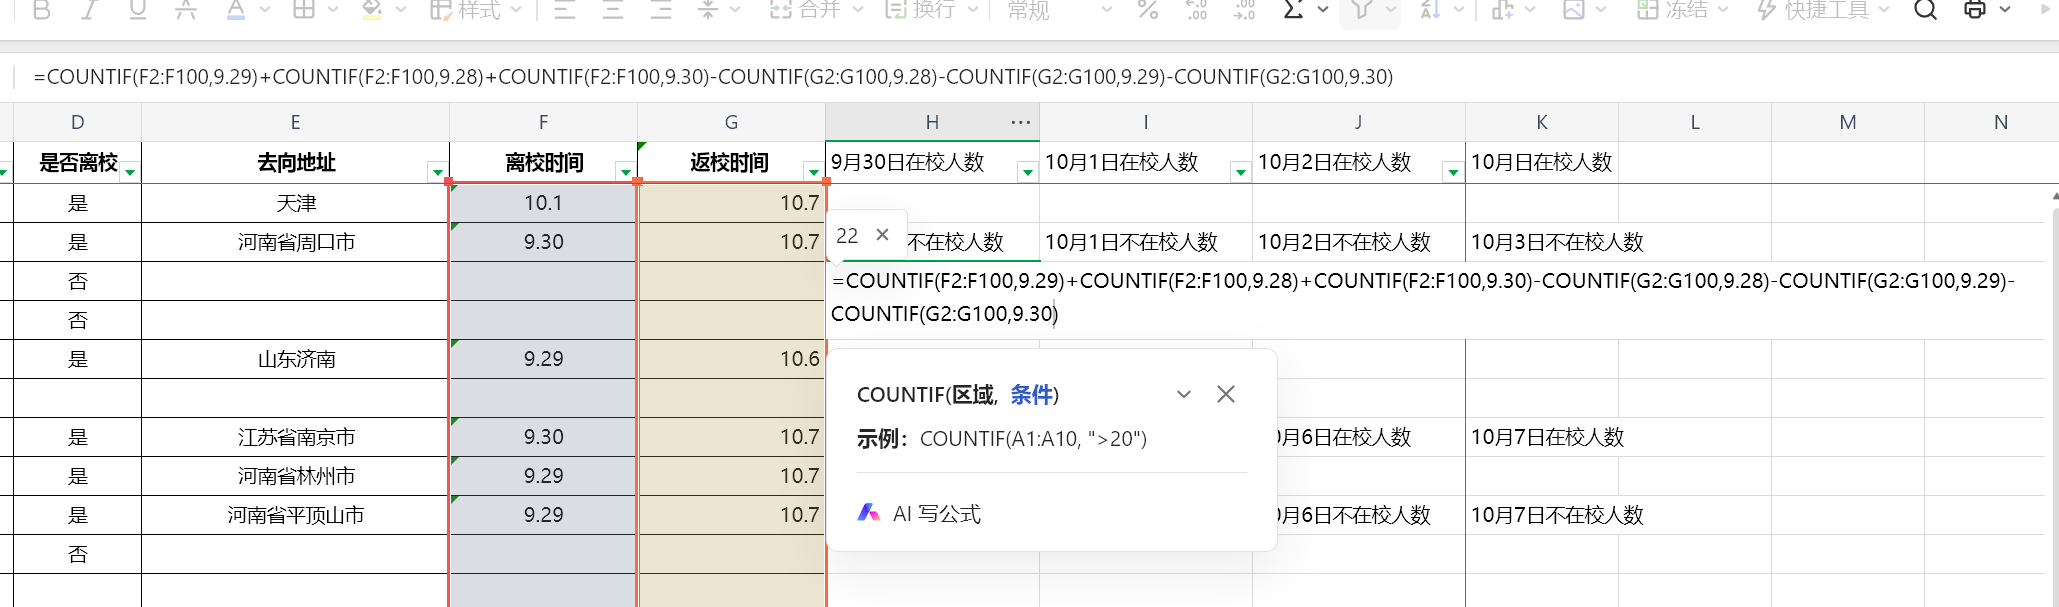 B I U A A 样式 合并 换行 常规 % Σ 冻结 快捷工具
=COUNTIF(F2:F100,9.29)+COUNTIF(F2:F100,9.28)+COUNTIF(F2:F100,9.30)-COUNTIF(G2:G100,9.28)-COUNTIF(G2:G100,9.29)-COUNTIF(G2:G100,9.30)
D E F G H ··· I J K L M N
是否离校 去向地址 离校时间 返校时间 9月30日在校人数 10月1日在校人数 10月2日在校人数 10月日在校人数
是 天津 10.1 10.7
22 ×
是 河南省周口市 9.30 10.7 不在校人数 10月1日不在校人数 10月2日不在校人数 10月3日不在校人数
否
=COUNTIF(F2:F100,9.29)+COUNTIF(F2:F100,9.28)+COUNTIF(F2:F100,9.30)-COUNTIF(G2:G100,9.28)-COUNTIF(G2:G100,9.29)-
COUNTIF(G2:G100,9.30)
否
是 山东济南 9.29 10.6
COUNTIF(区域, 条件)
示例：COUNTIF(A1:A10, ">20")
AI 写公式
是 江苏省南京市 9.30 10.7 月6日在校人数 10月7日在校人数
是 河南省林州市 9.29 10.7
是 河南省平顶山市 9.29 10.7 月6日不在校人数 10月7日不在校人数
否